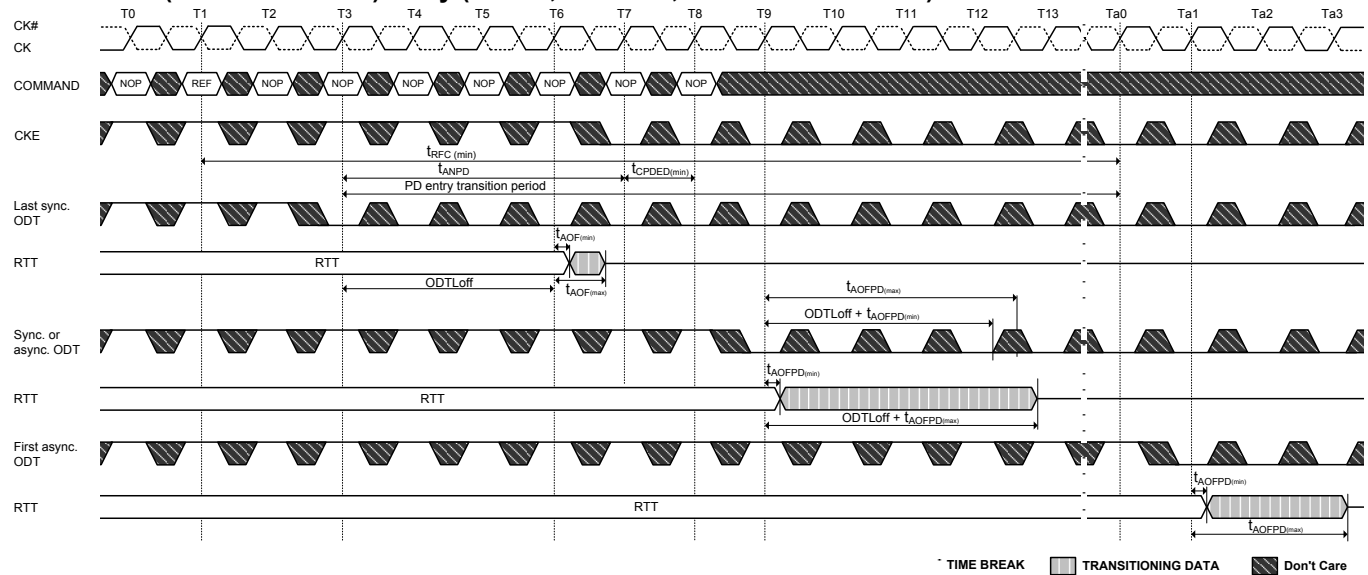 T0 T1 T2 T3 T4 T5 T6 T7 T8 T9 T10 T11 T12 T13 Ta0 Ta1 Ta2 Ta3
CK#
CK
COMMAND NOP REF NOP NOP NOP NOP NOP NOP NOP
CKE
tRFC (min)
tANPD tCPDED(min)
PD entry transition period
Last sync.
ODT
tAOF(min)
RTT RTT
ODTLoff tAOF(max)
tAOFPD(max)
ODTLoff + tAOFPD(min)
Sync. or
async. ODT
tAOFPD(min)
RTT RTT
ODTLoff + tAOFPD(max)
First async.
ODT
tAOFPD(min)
RTT RTT
tAOFPD(max)
TIME BREAK TRANSITIONING DATA Don't Care